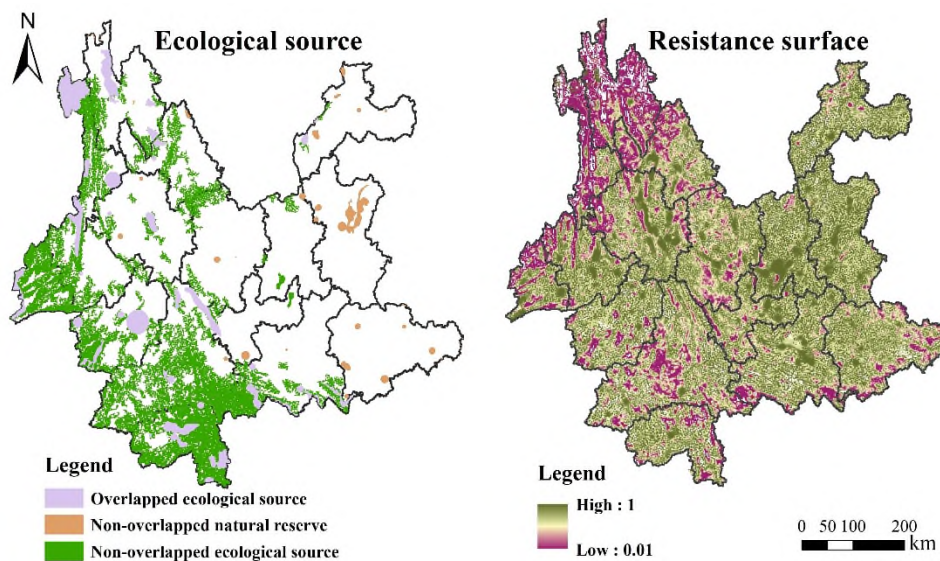 N
Ecological source
Legend
Overlapped ecological source
Non-overlapped natural reserve
Non-overlapped ecological source
Resistance surface
Legend
High : 1
Low : 0.01
0 50 100 200
km